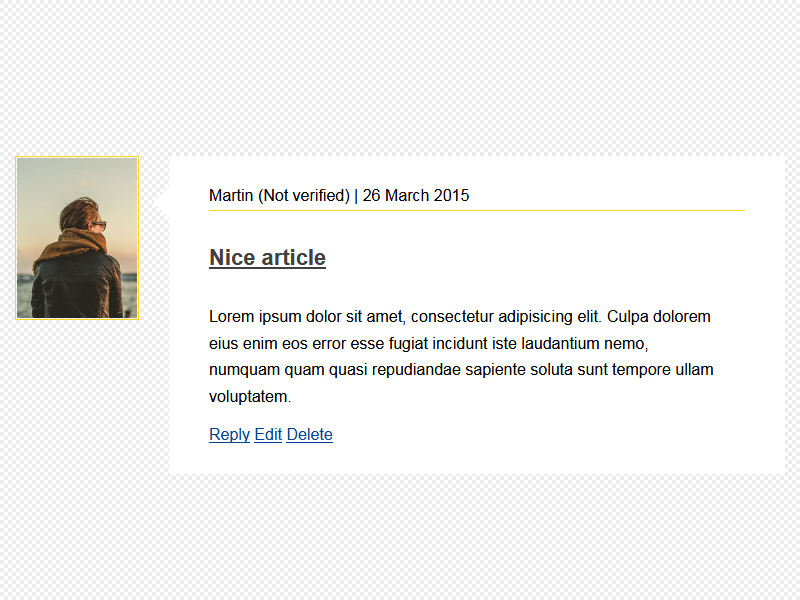 Martin (Not verified) | 26 March 2015
Nice article
Lorem ipsum dolor sit amet, consectetur adipisicing elit. Culpa dolorem
eius enim eos error esse fugiat incidunt iste laudantium nemo,
numquam quam quasi repudiandae sapiente soluta sunt tempore ullam
voluptatem.
Reply Edit Delete